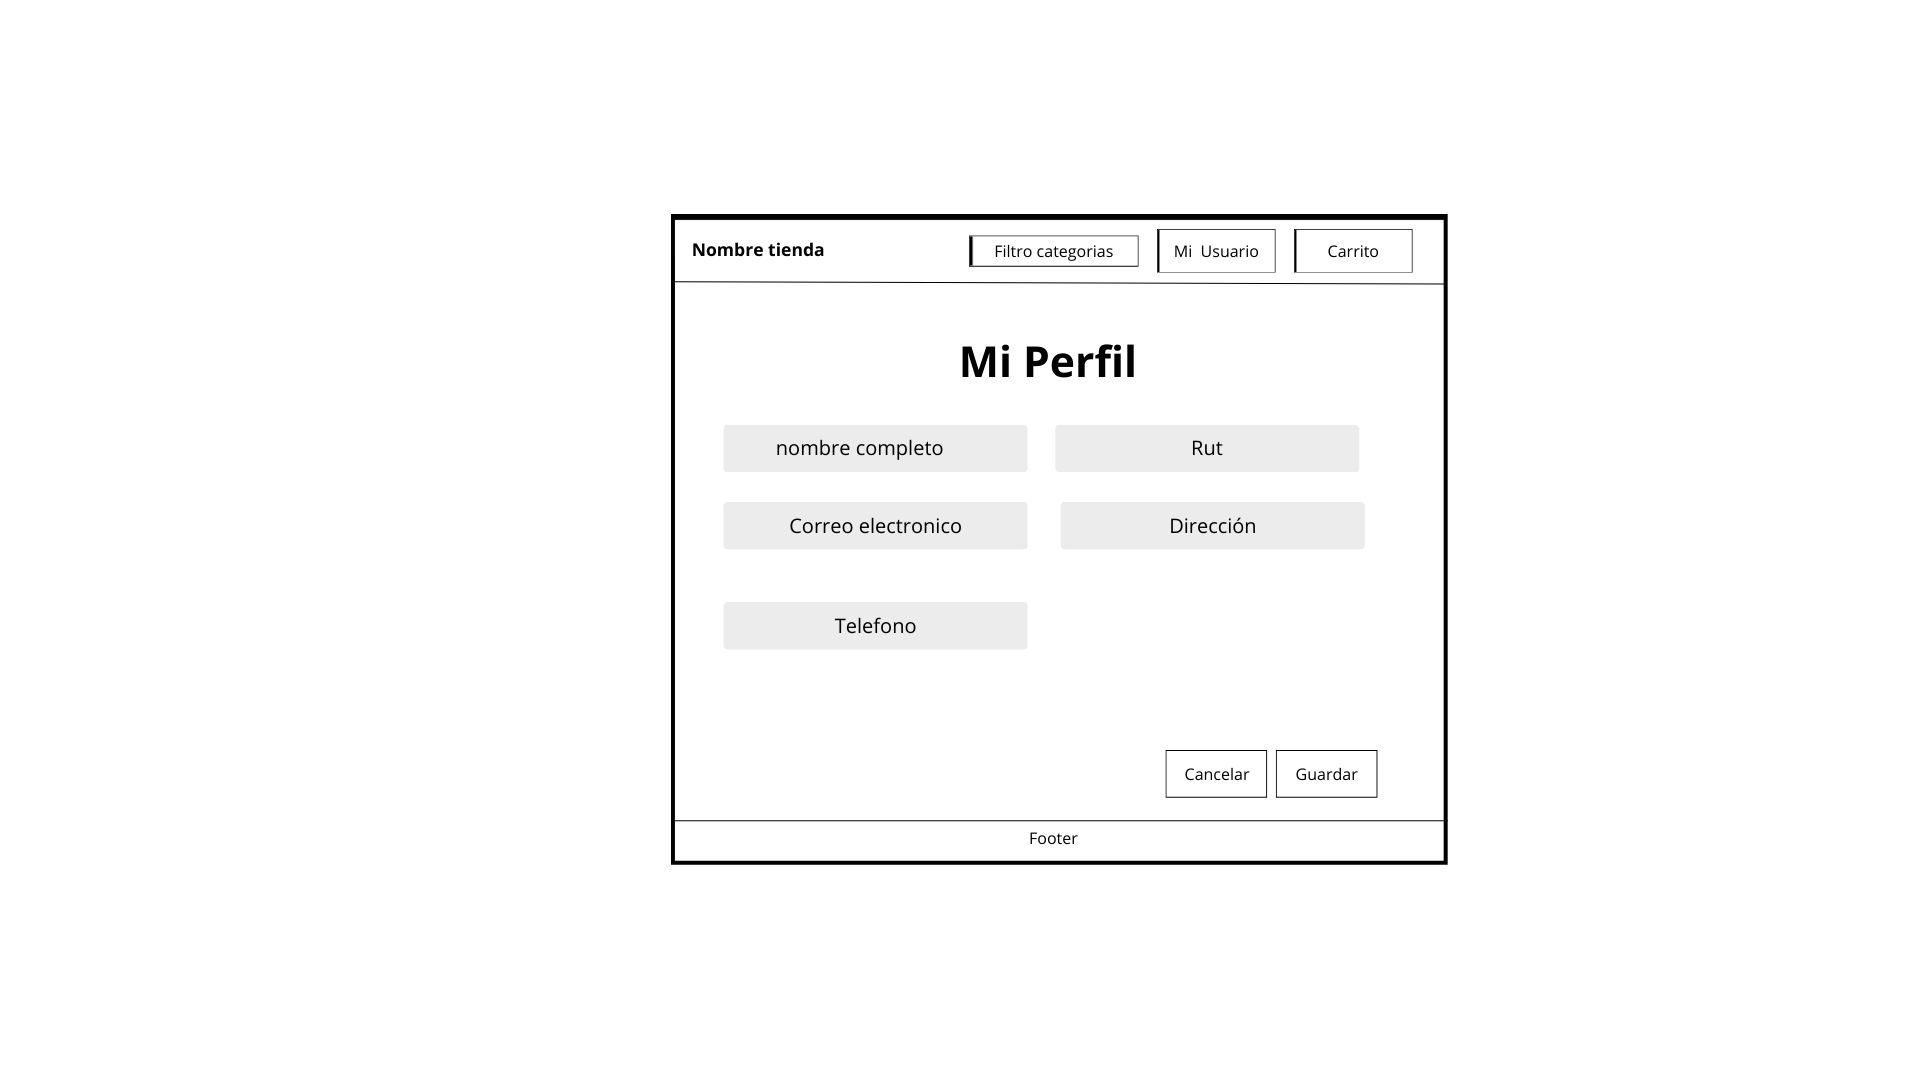 Nombre tienda
Filtro categorias
Mi Usuario
Carrito
Mi Perfil
nombre completo
Rut
Correo electronico
Dirección
Telefono
Cancelar
Guardar
Footer